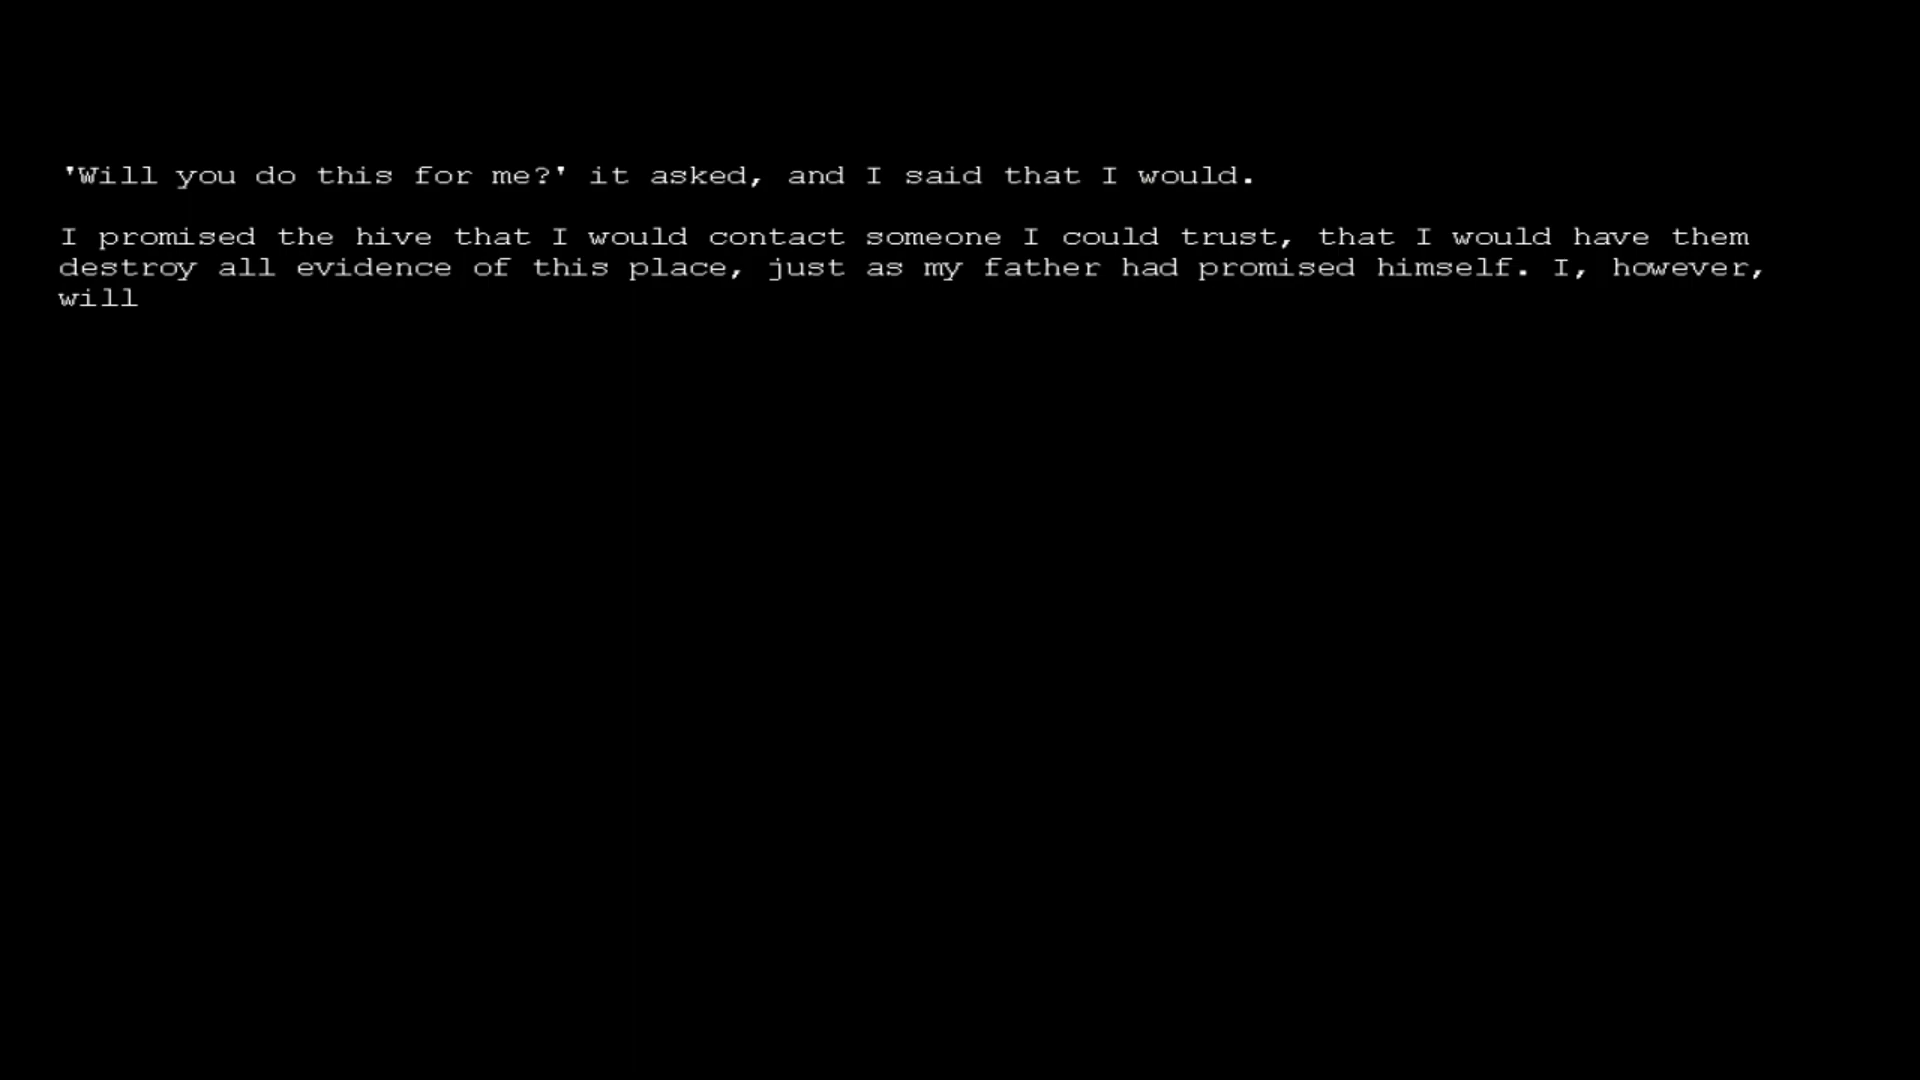 'Will you do this for me?' it asked, and I said that I would.
I promised the hive that I would contact someone I could trust, that I would have them
destroy all evidence of this place, just as my father had promised himself. I, however,
will